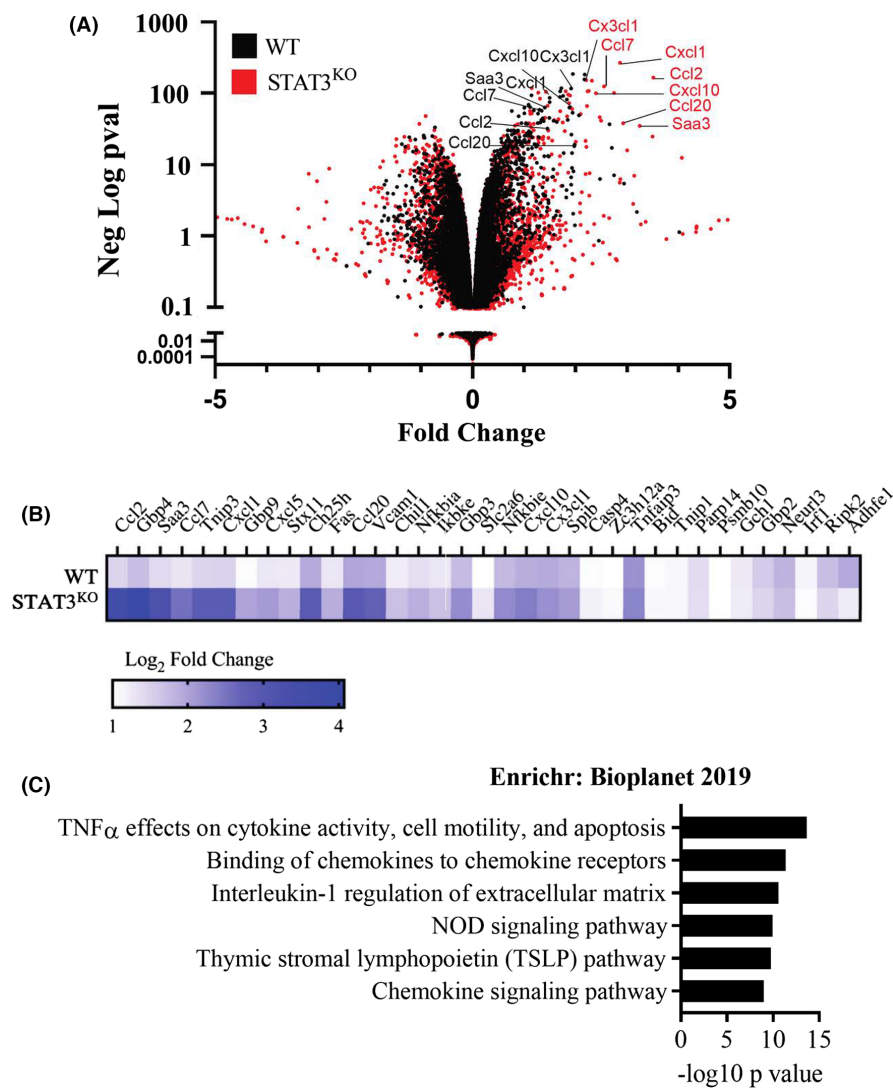 (A)
1000
100
10
1
0.1
0.01
0.0001
Neg Log pval
WT
STAT3KO
Cx3cl1
Ccl7
Cxcl1
Ccl2
Cxcl10
Ccl20
Saa3
Cxcl10 Cx3cl1
Saa3 Cxcl1
Ccl7
Ccl2
Ccl20
-5 0 5
Fold Change
(B)
Ccl2 Gbp4 Saa3 Ccl7 Tnip3 Cxcl1 Gbp9 Cxcl5 Stx11 Ch25h Fas Ccl20 Vcam1 Chil1 Nfkbia Ikbke Gbp3 Slc2a6 Nfkbie Cxcl10 Cx3cl1 Spib Casp4 Zc3h12a Tnfaip3 Bid Tnip1 Parp14 Psmb10 Gch1 Gbp2 Neurl3 Irf1 Ripk2 Adhfe1
WT
STAT3KO
Log2 Fold Change
1 2 3 4
(C)
Enrichr: Bioplanet 2019
TNFα effects on cytokine activity, cell motility, and apoptosis
Binding of chemokines to chemokine receptors
Interleukin-1 regulation of extracellular matrix
NOD signaling pathway
Thymic stromal lymphopoietin (TSLP) pathway
Chemokine signaling pathway
0 5 10 15
-log10 p value